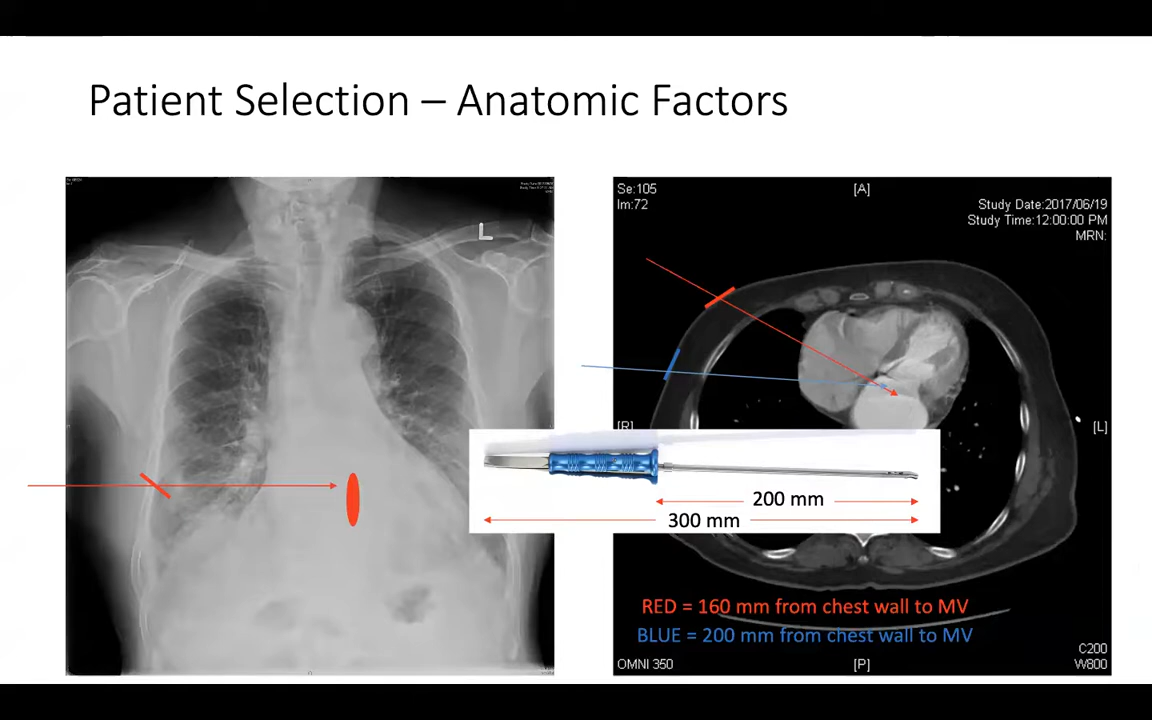 Patient Selection – Anatomic Factors
L
Se:105
Im:72
[A]
Study Date:2017/06/19
Study Time:12:00:00 PM
MRN:
[R]
[L]
200 mm
300 mm
RED = 160 mm from chest wall to MV
BLUE = 200 mm from chest wall to MV
OMNI 350
[P]
C200
W800